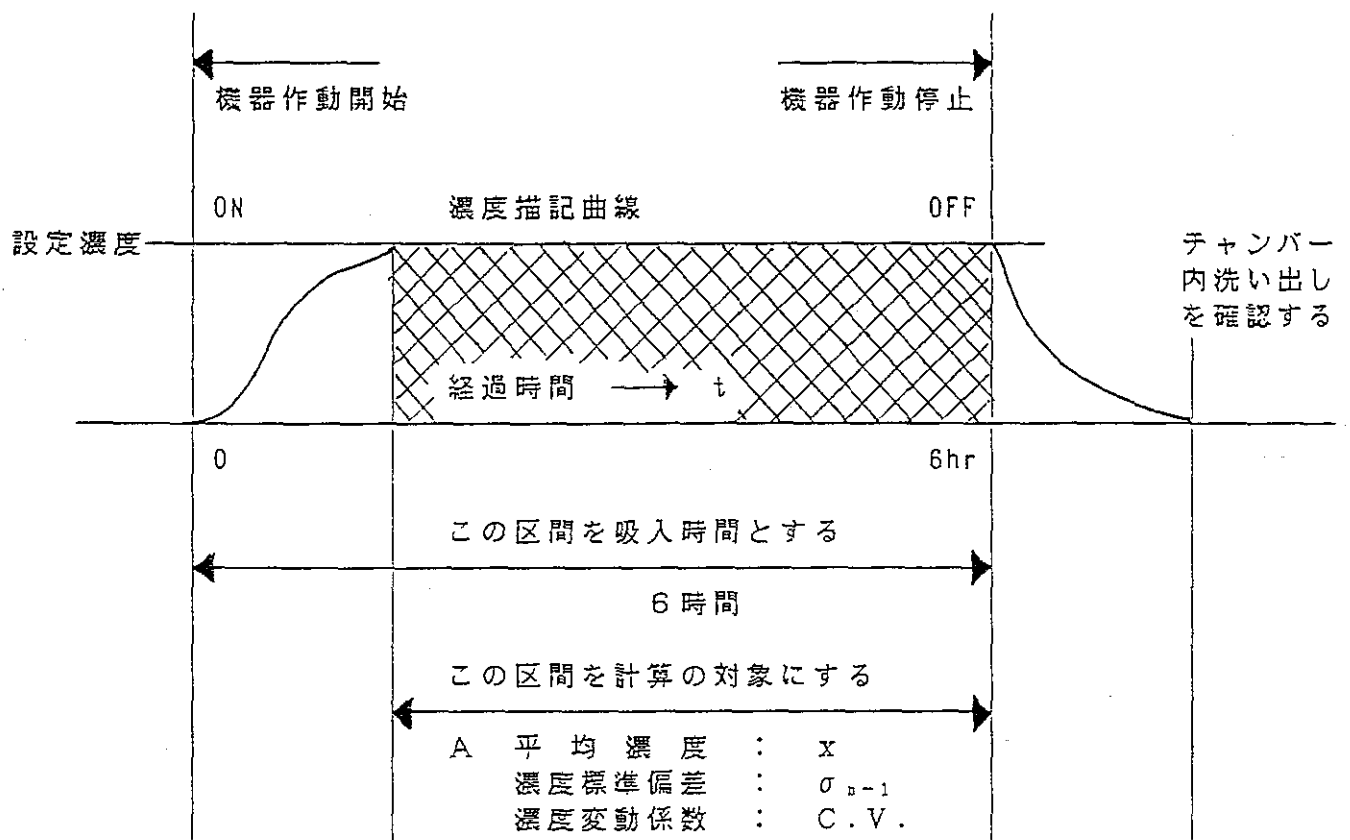 機器作動開始
機器作動停止
ON
濃度描記曲線
OFF
設定濃度
チャンバー
内洗い出し
を確認する
経過時間 → t
0
6hr
この区間を吸入時間とする
6時間
この区間を計算の対象にする
A 平均濃度 : x
濃度標準偏差 : σn-1
濃度変動係数 : C.V.